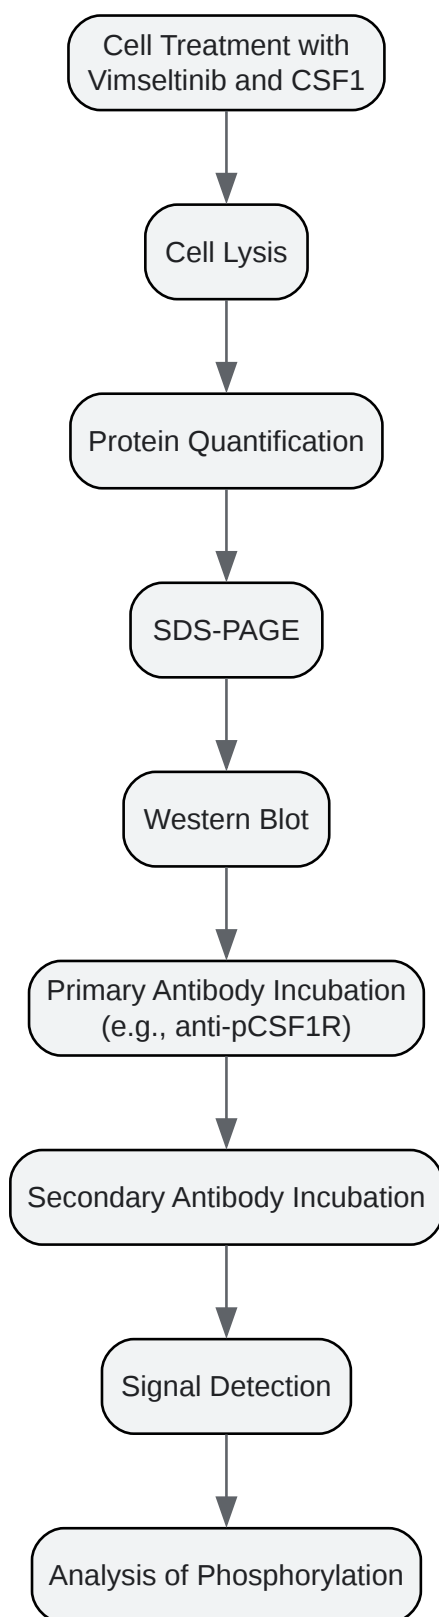 Cell Treatment with
Vimseltinib and CSF1
Cell Lysis
Protein Quantification
SDS-PAGE
Western Blot
Primary Antibody Incubation
(e.g., anti-pCSF1R)
Secondary Antibody Incubation
Signal Detection
Analysis of Phosphorylation